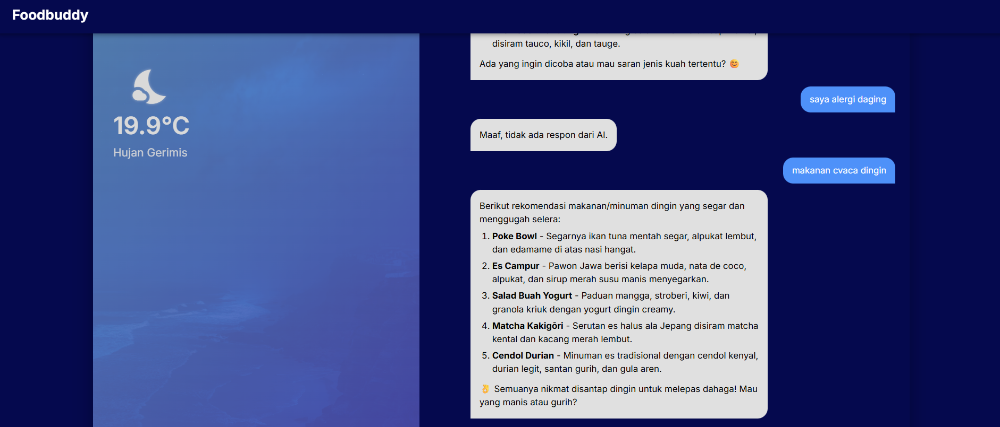 Foodbuddy
19.9°C
Hujan Gerimis
disiram tauco, kikil, dan tauge.
Ada yang ingin dicoba atau mau saran jenis kuah tertentu? 😊
saya alergi daging
Maaf, tidak ada respon dari AI.
makanan cvaca dingin
Berikut rekomendasi makanan/minuman dingin yang segar dan
menggugah selera:
1. Poke Bowl - Segarnya ikan tuna mentah segar, alpukat lembut,
dan edamame di atas nasi hangat.
2. Es Campur - Pawon Jawa berisi kelapa muda, nata de coco,
alpukat, dan sirup merah susu manis menyegarkan.
3. Salad Buah Yogurt - Paduan mangga, stroberi, kiwi, dan
granola kriuk dengan yogurt dingin creamy.
4. Matcha Kakigōri - Serutan es halus ala Jepang disiram matcha
kental dan kacang merah lembut.
5. Cendol Durian - Minuman es tradisional dengan cendol kenyal,
durian legit, santan gurih, dan gula aren.
👌 Semuanya nikmat disantap dingin untuk melepas dahaga! Mau
yang manis atau gurih?